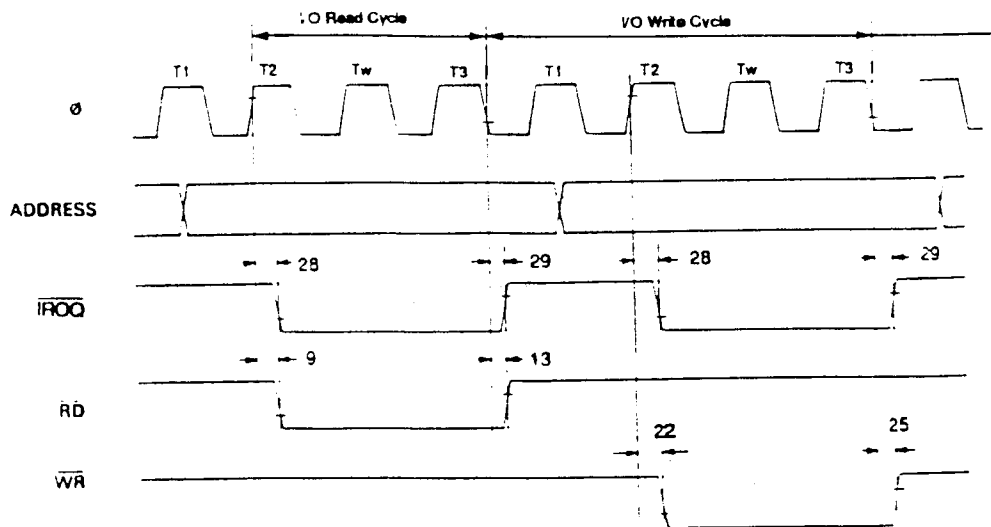 I/O Read Cycle
I/O Write Cycle
T1 T2 Tw T3 T1 T2 Tw T3
ø
ADDRESS
28 29 28 29
IROQ
9 13
RD
22 25
WR